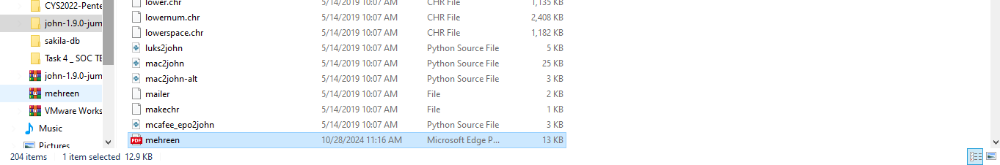 CYS2022-Pente
john-1.9.0-jum
sakila-db
Task 4 _ SOC TE
john-1.9.0-jum
mehreen
VMware Works
Music
Pictures
lower.chr 5/14/2019 10:07 AM CHR File 1,135 KB
lowernum.chr 5/14/2019 10:07 AM CHR File 2,408 KB
lowerspace.chr 5/14/2019 10:07 AM CHR File 1,182 KB
luks2john 5/14/2019 10:07 AM Python Source File 5 KB
mac2john 5/14/2019 10:07 AM Python Source File 25 KB
mac2john-alt 5/14/2019 10:07 AM Python Source File 3 KB
mailer 5/14/2019 10:07 AM File 2 KB
makechr 5/14/2019 10:07 AM File 1 KB
mcafee_epo2john 5/14/2019 10:07 AM Python Source File 3 KB
PDF mehreen 10/28/2024 11:16 AM Microsoft Edge P... 13 KB
204 items 1 item selected 12.9 KB